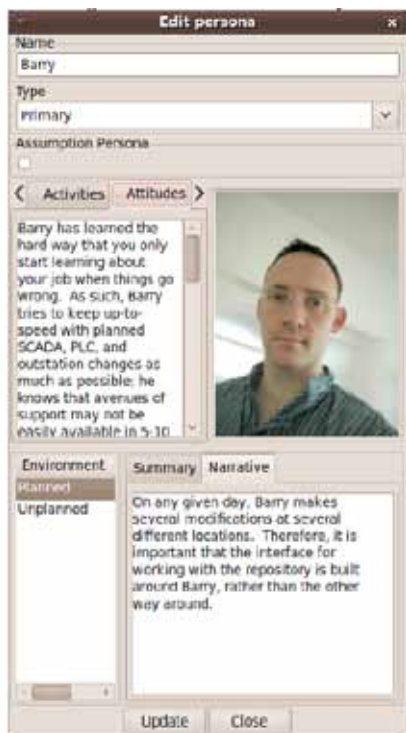 Edit persona
Name
Barry
Type
Primary
Assumption Persona
Activities
Attitudes
Barry has learned the
hard way that you only
start learning about
your job when things go
wrong. As such, Barry
tries to keep up-to-
speed with planned
SCADA, PLC, and
outstation changes as
much as possible; he
knows that avenues of
support may not be
easily available in 5-10
Environment
Planned
Unplanned
Summary
Narrative
On any given day, Barry makes
several modifications at several
different locations. Therefore, it is
important that the interface for
working with the repository is built
around Barry, rather than the other
way around.
Update
Close